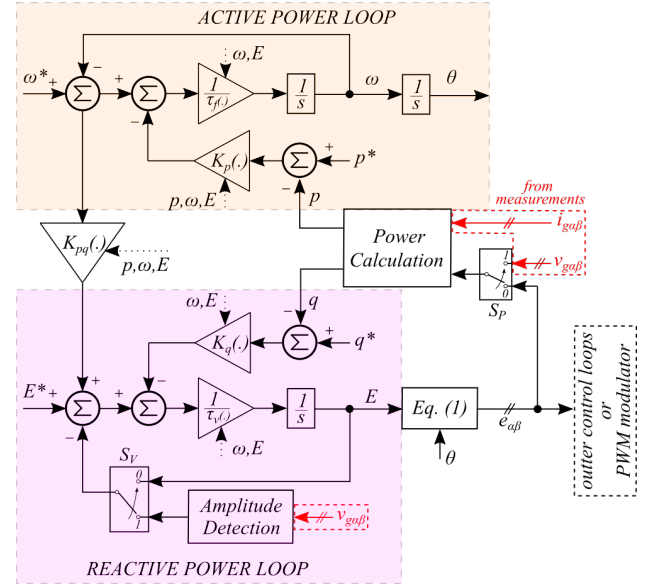 ACTIVE POWER LOOP
ω* + − Σ + − Σ 1/τf(.) ω,E 1/s ω 1/s θ
Kp(.) − Σ + p*
p,ω,E p
from
measurements
Kpq(.) p,ω,E
Power
Calculation
igαβ
vgαβ
1
0
SP
ω,E q
Kq(.) − Σ + q*
E* + + − Σ + − Σ 1/τv(.) 1/s E Eq. (1) eαβ
ω,E θ
outter control loops
or
PWM modulator
SV
0
1
Amplitude
Detection
vgαβ
REACTIVE POWER LOOP